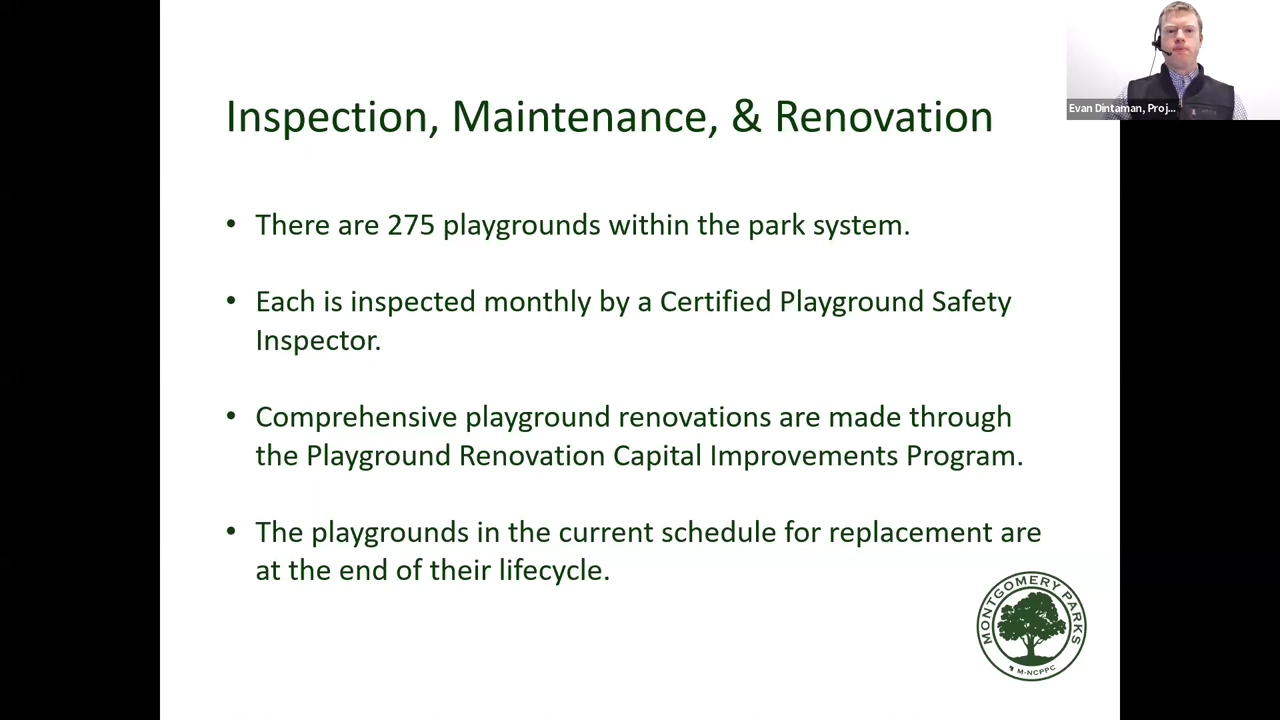 Evan Dintaman, Proj...
Inspection, Maintenance, & Renovation
• There are 275 playgrounds within the park system.
• Each is inspected monthly by a Certified Playground Safety
Inspector.
• Comprehensive playground renovations are made through
the Playground Renovation Capital Improvements Program.
• The playgrounds in the current schedule for replacement are
at the end of their lifecycle.
MONTGOMERY PARKS
M-NCPPC